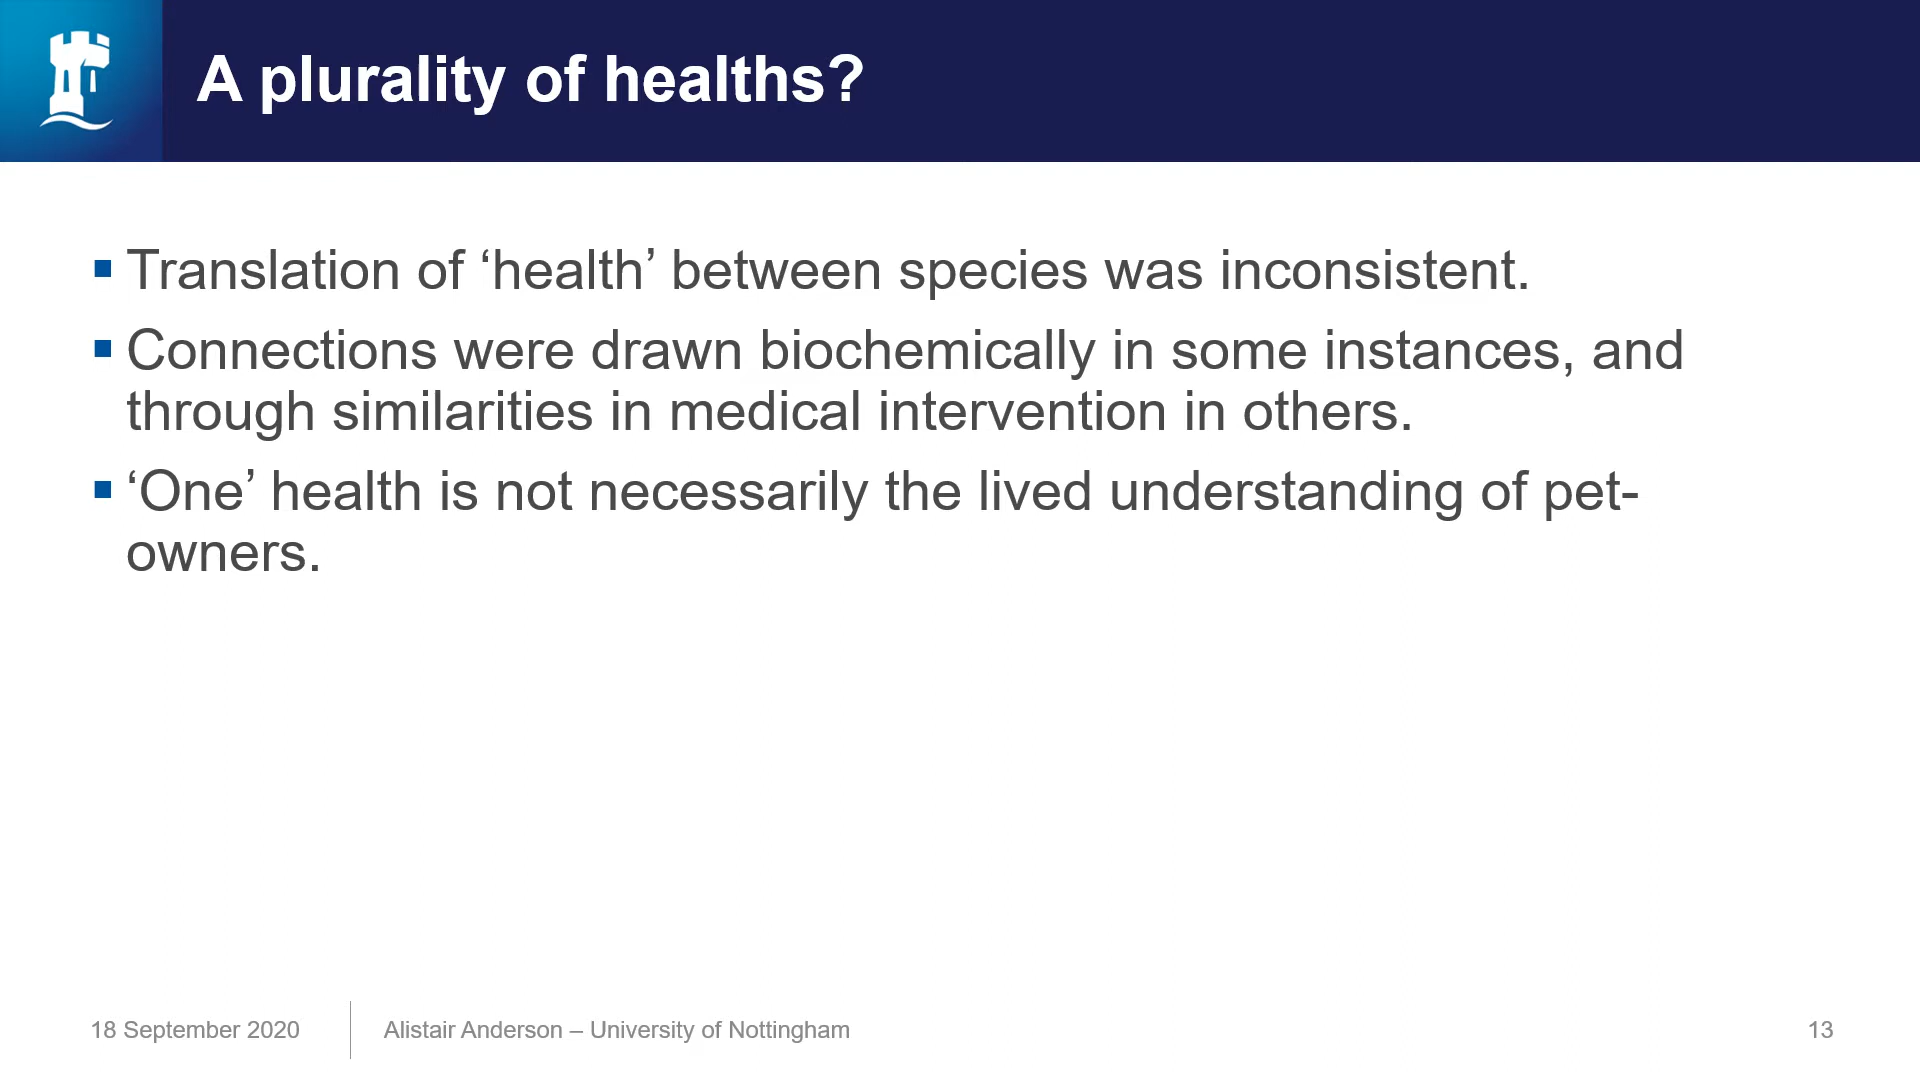 A plurality of healths?
▪ Translation of ‘health’ between species was inconsistent.
▪ Connections were drawn biochemically in some instances, and
through similarities in medical intervention in others.
▪ ‘One’ health is not necessarily the lived understanding of pet-
owners.
18 September 2020
Alistair Anderson – University of Nottingham
13